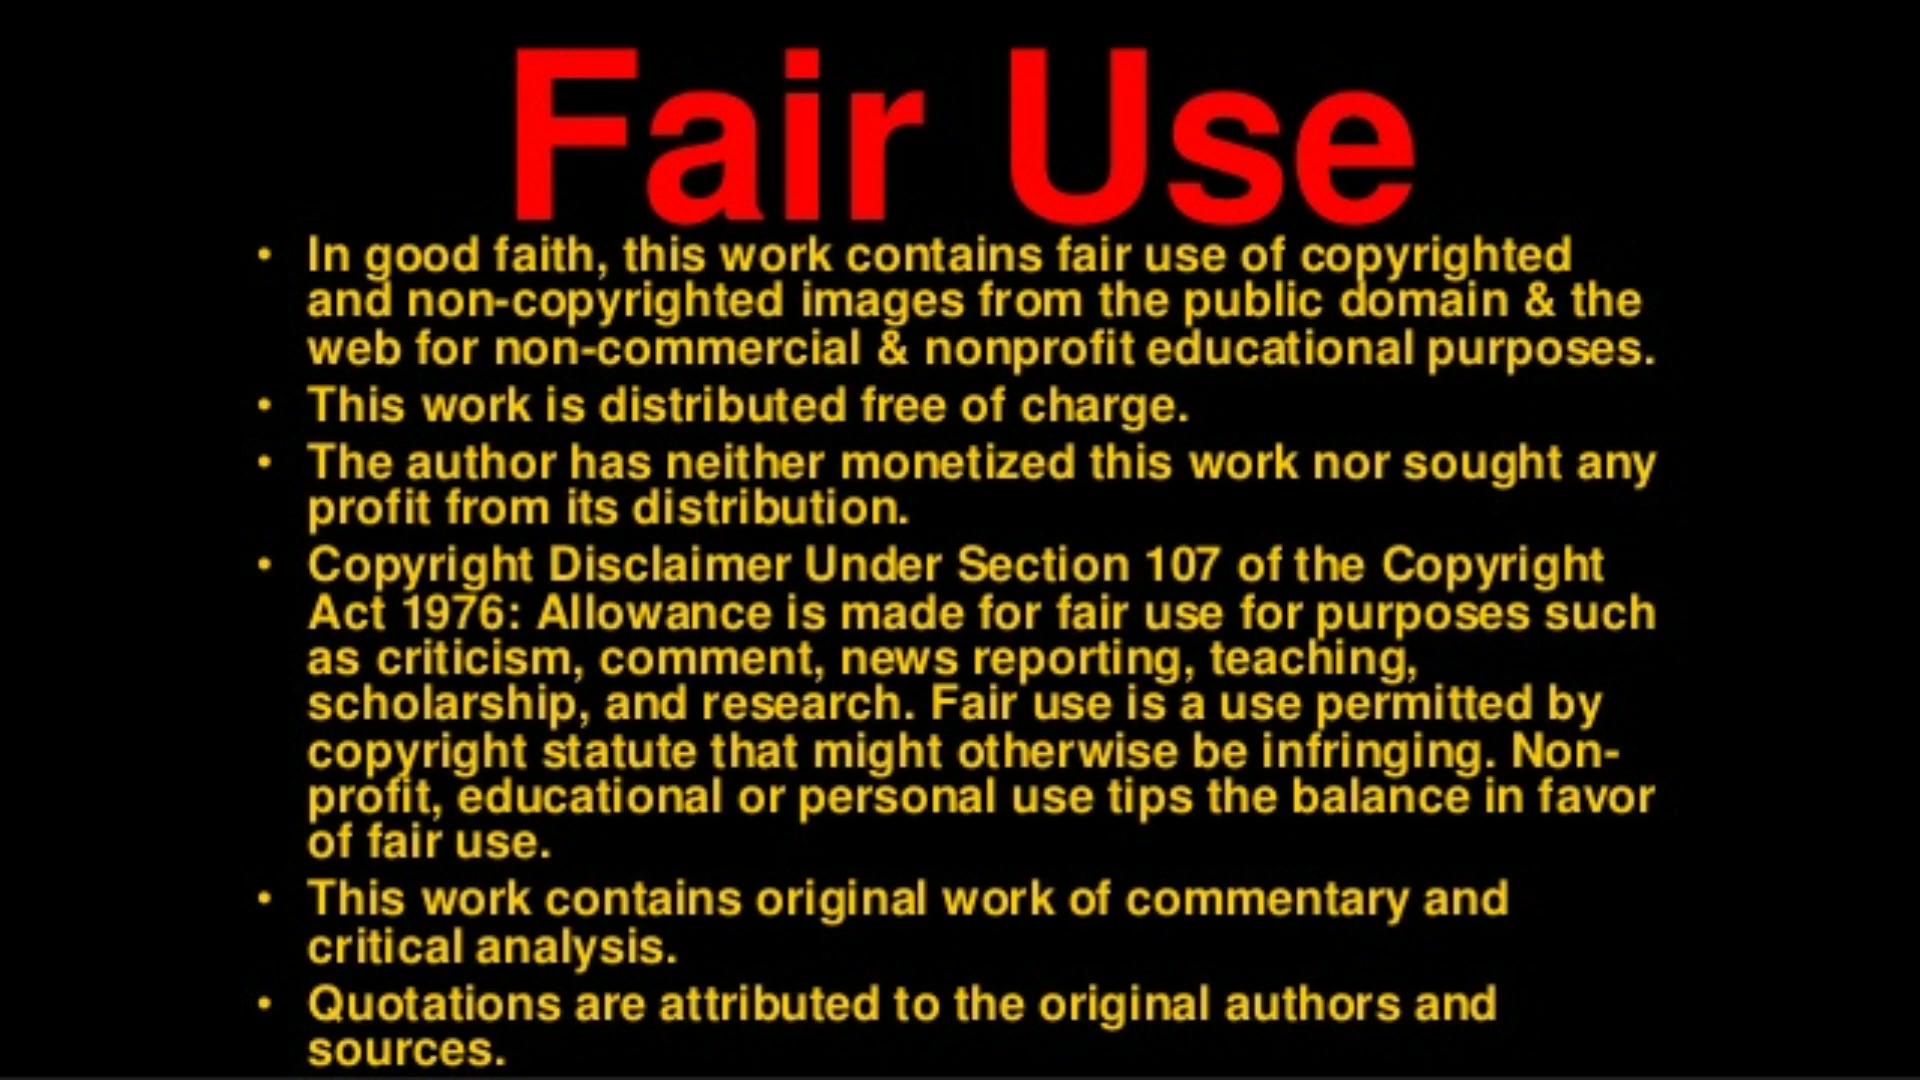 Fair Use
• In good faith, this work contains fair use of copyrighted
and non-copyrighted images from the public domain & the
web for non-commercial & nonprofit educational purposes.
• This work is distributed free of charge.
• The author has neither monetized this work nor sought any
profit from its distribution.
• Copyright Disclaimer Under Section 107 of the Copyright
Act 1976: Allowance is made for fair use for purposes such
as criticism, comment, news reporting, teaching,
scholarship, and research. Fair use is a use permitted by
copyright statute that might otherwise be infringing. Non-
profit, educational or personal use tips the balance in favor
of fair use.
• This work contains original work of commentary and
critical analysis.
• Quotations are attributed to the original authors and
sources.